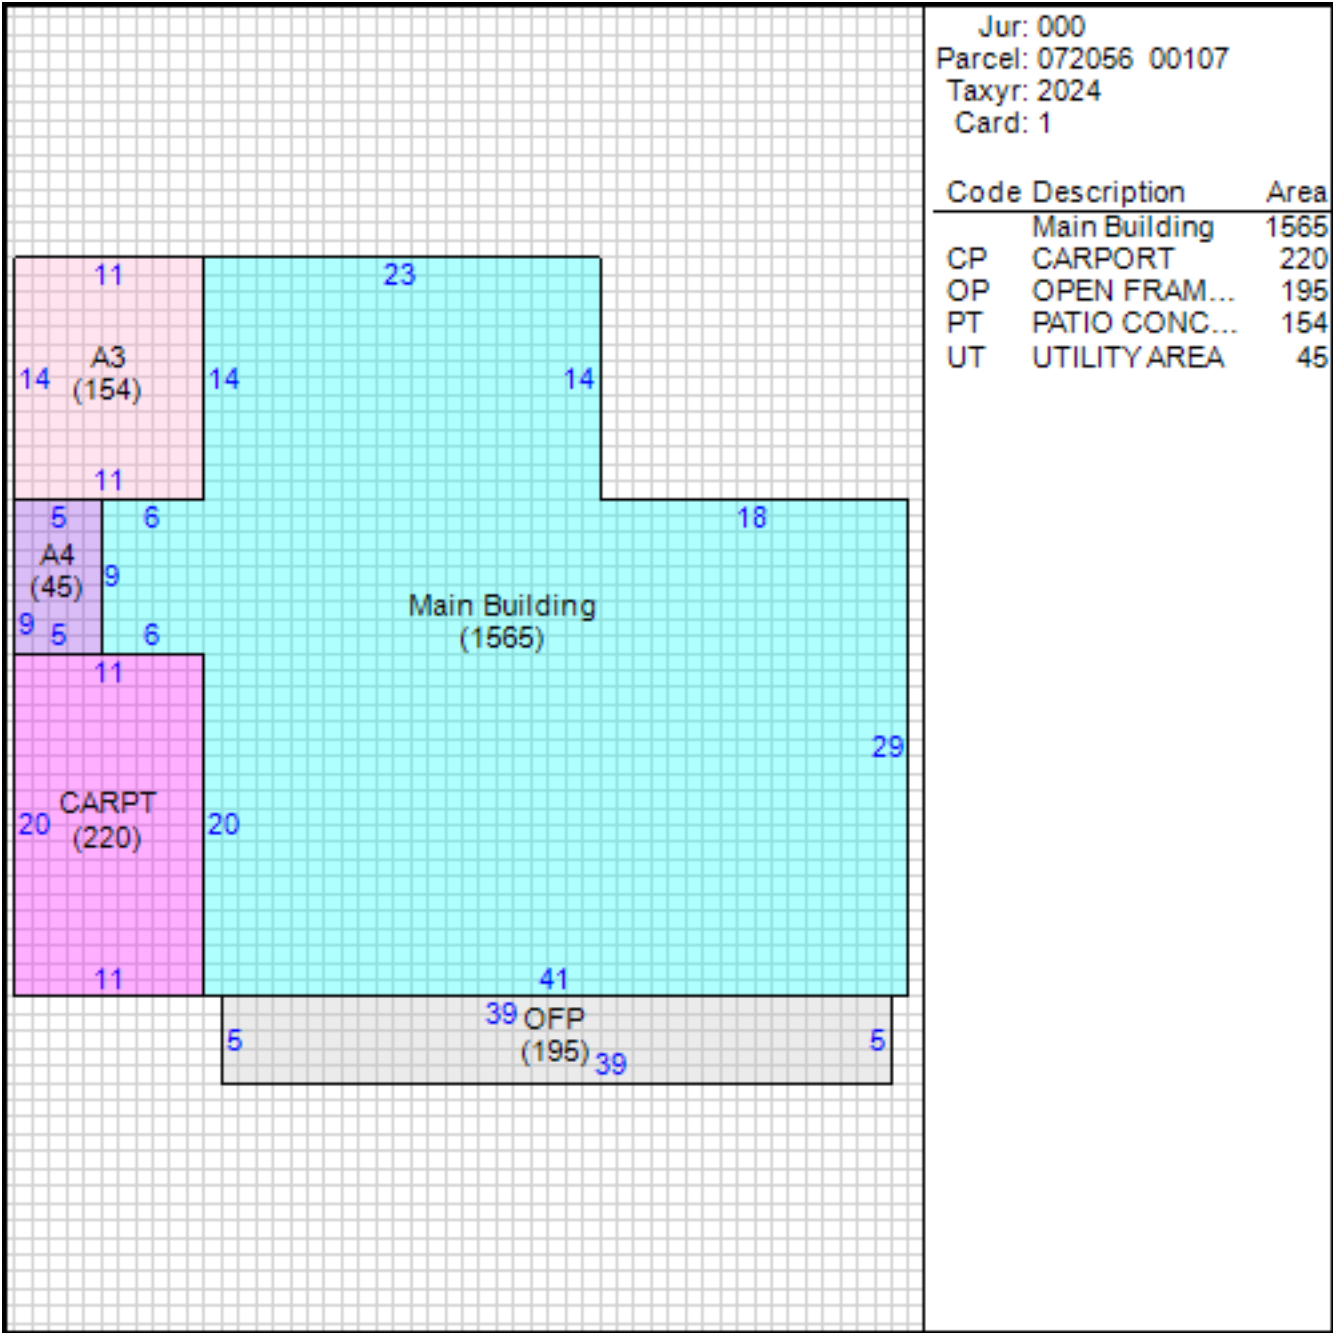 Jur: 000
Parcel: 072056 00107
Taxyr: 2024
Card: 1
Code Description Area
Main Building 1565
CP CARPORT 220
OP OPEN FRAM... 195
PT PATIO CONC... 154
UT UTILITY AREA 45
11 23
A3
14 (154) 14 14
11
5 6 18
A4
(45) 9
Main Building
(1565)
9 5 6
11
29
CARPT
20 (220) 20
11 41
39 OFP
5 (195) 39 5